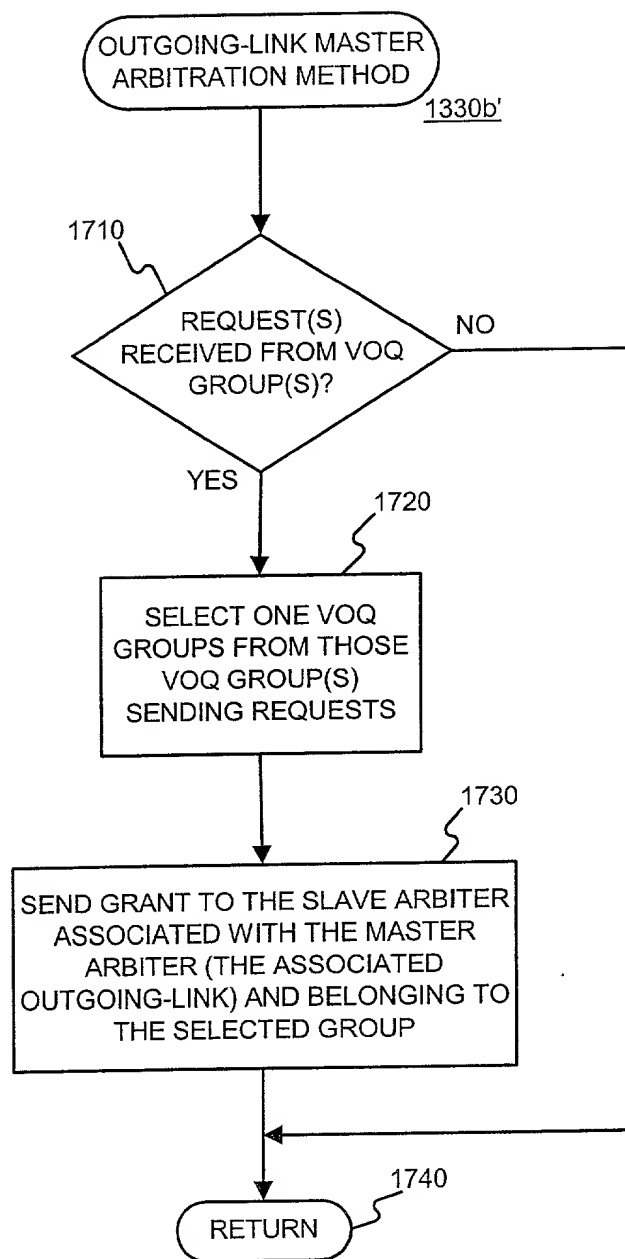 OUTGOING-LINK MASTER
ARBITRATION METHOD
1330b'
1710
REQUEST(S)
RECEIVED FROM VOQ
GROUP(S)?
NO
YES
1720
SELECT ONE VOQ
GROUPS FROM THOSE
VOQ GROUP(S)
SENDING REQUESTS
1730
SEND GRANT TO THE SLAVE ARBITER
ASSOCIATED WITH THE MASTER
ARBITER (THE ASSOCIATED
OUTGOING-LINK) AND BELONGING TO
THE SELECTED GROUP
1740
RETURN